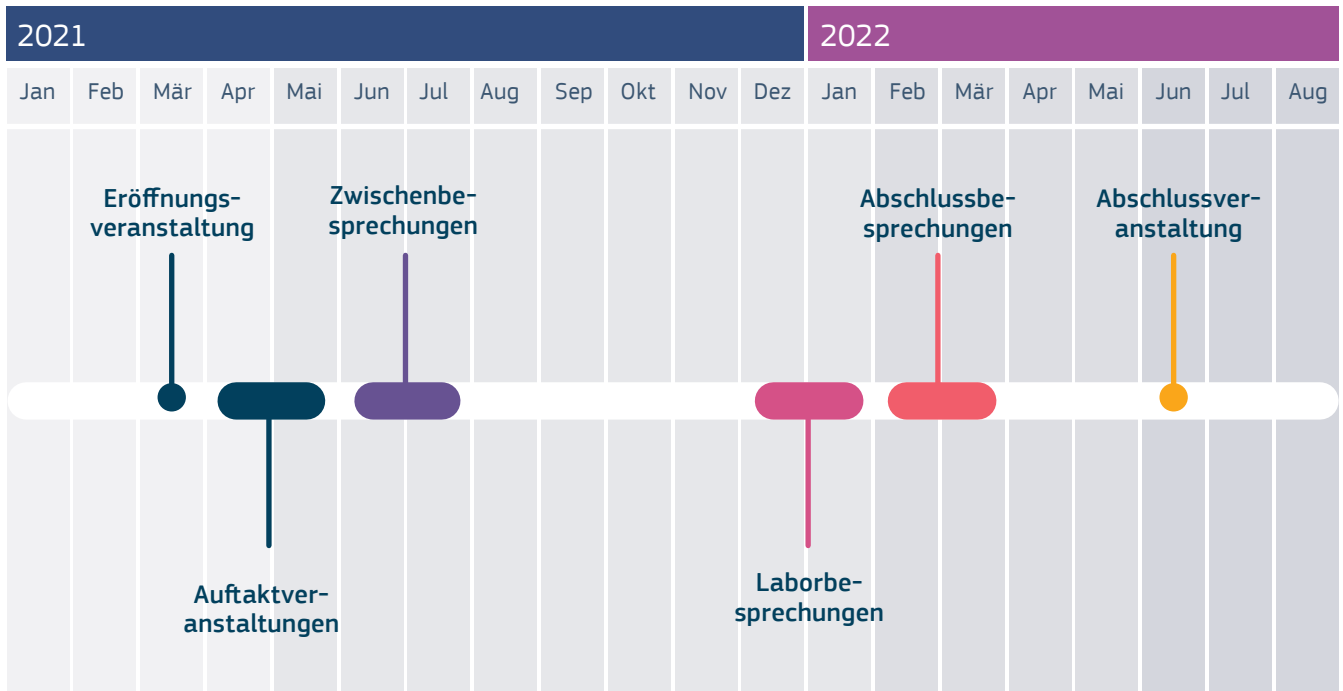 2021 2022
Jan Feb Mär Apr Mai Jun Jul Aug Sep Okt Nov Dez Jan Feb Mär Apr Mai Jun Jul Aug
Eröffnungs-
veranstaltung
Zwischenbe-
sprechungen
Abschlussbe-
sprechungen
Abschlussver-
anstaltung
Auftaktver-
anstaltungen
Laborbe-
sprechungen